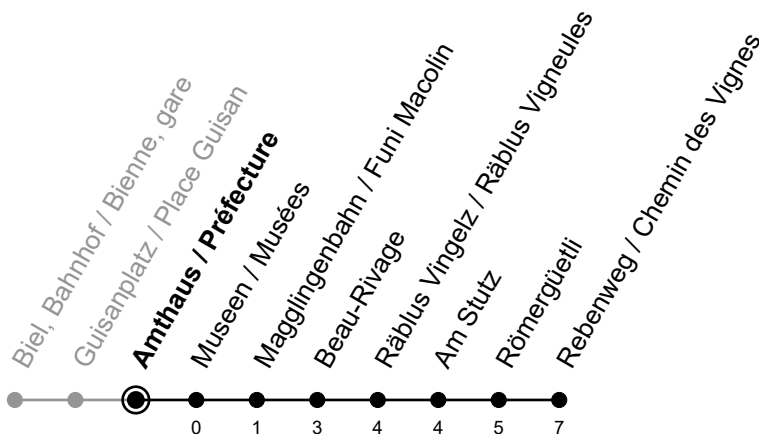 Biel, Bahnhof / Bienne, gare
Guisanplatz / Place Guisan
Amthaus / Préfecture
Museen / Musées
Magglingenbahn / Funi Macolin
Beau-Rivage
Räblus Vingelz / Räblus Vigneules
Am Stutz
Römergüetli
Rebenweg / Chemin des Vignes
0 1 3 4 4 5 7